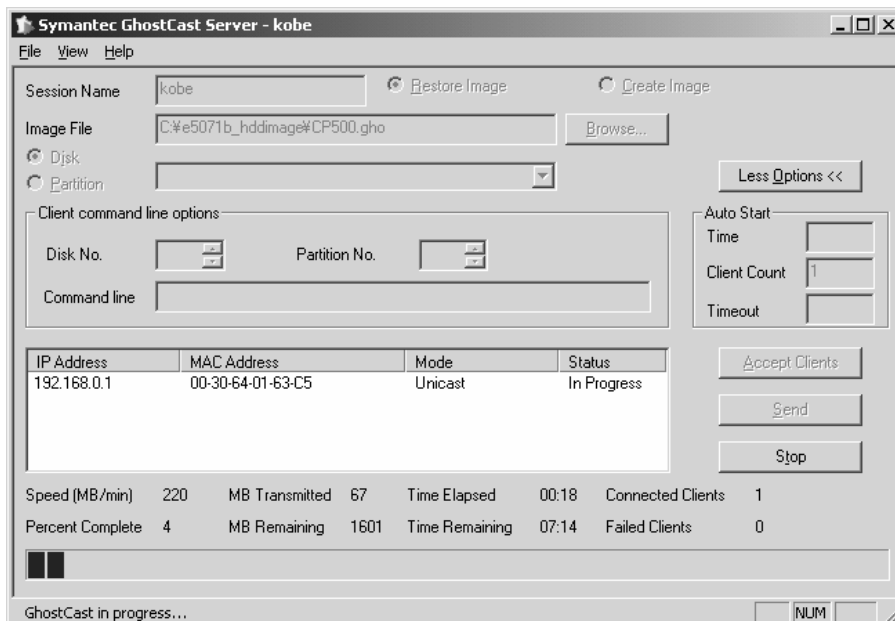 Symantec GhostCast Server - kobe
File View Help
Session Name kobe Restore Image Create Image
Image File C:¥e5071b_hddimage¥CP500.gho Browse...
Disk
Partition Less Options <<
Client command line options Auto Start
Time
Disk No. Partition No. Client Count 1
Command line Timeout
IP Address MAC Address Mode Status Accept Clients
192.168.0.1 00-30-64-01-63-C5 Unicast In Progress
Send
Stop
Speed (MB/min) 220 MB Transmitted 67 Time Elapsed 00:18 Connected Clients 1
Percent Complete 4 MB Remaining 1601 Time Remaining 07:14 Failed Clients 0
GhostCast in progress... NUM